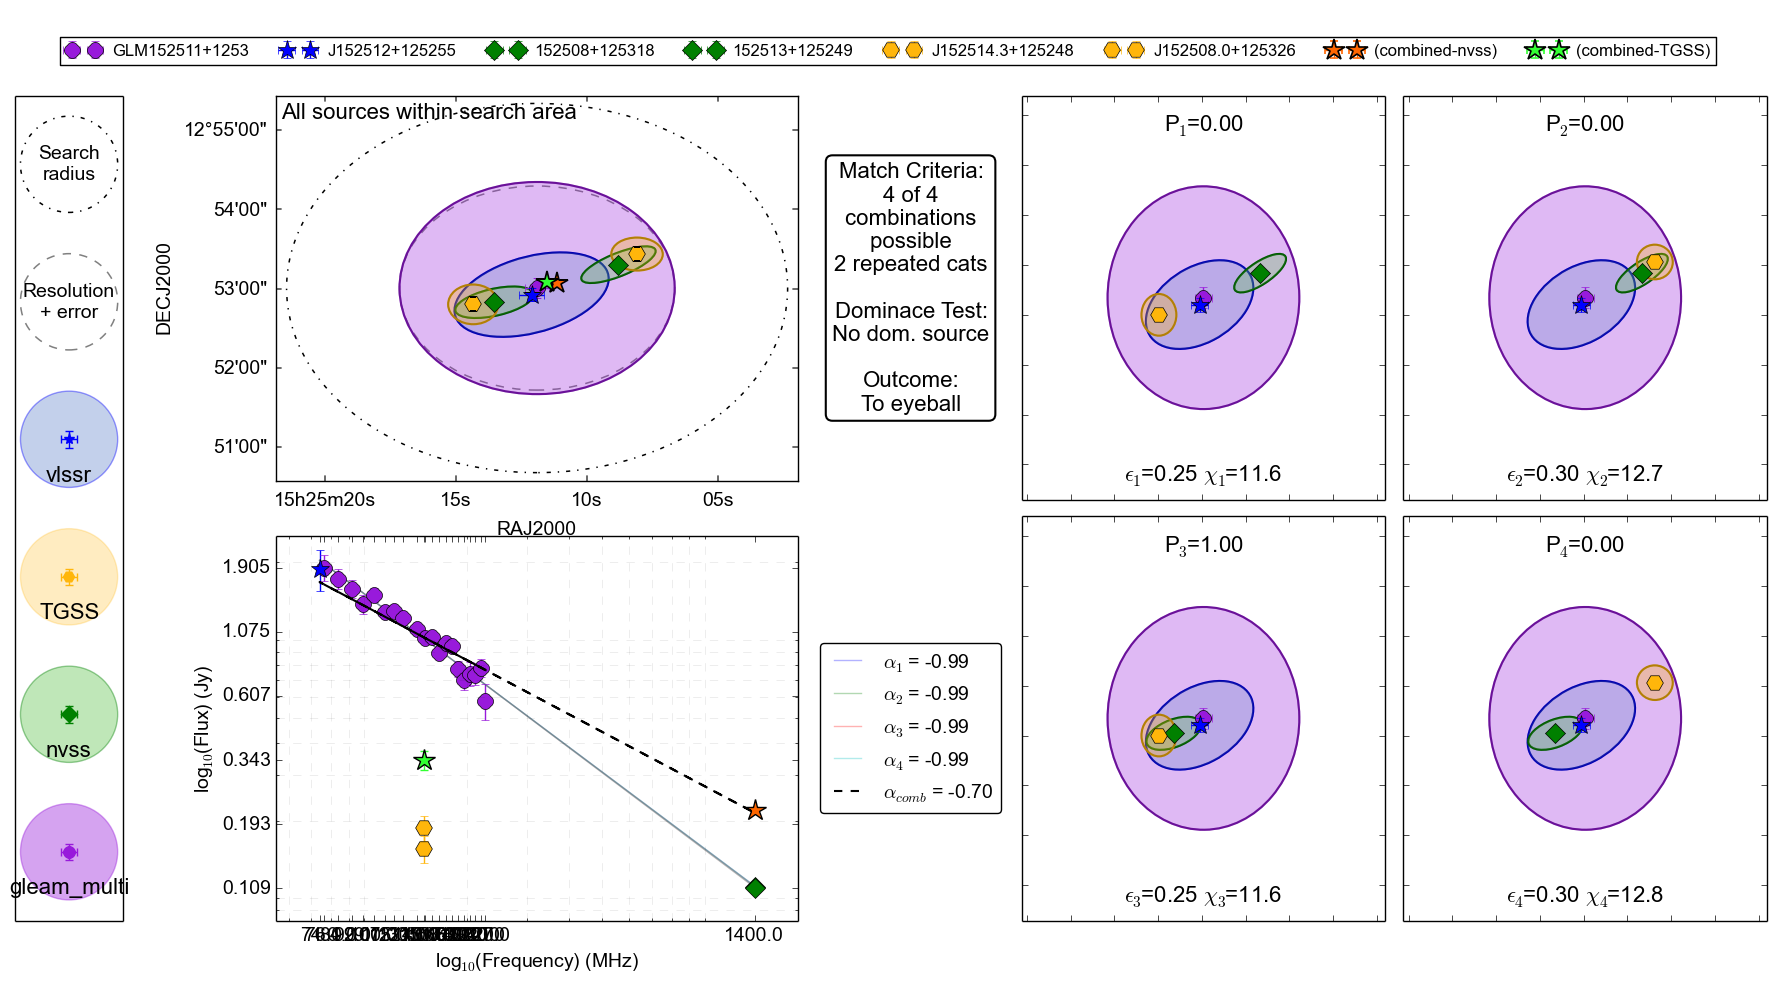 GLM152511+1253 J152512+125255 152508+125318 152513+125249 J152514.3+125248 J152508.0+125326 (combined-nvss) (combined-TGSS)
Search
radius
Resolution
+ error
vlssr
TGSS
nvss
gleam_multi
All sources within search area
DECJ2000
12°55'00"
54'00"
53'00"
52'00"
51'00"
15h25m20s 15s 10s 05s
RAJ2000
Match Criteria:
4 of 4
combinations
possible
2 repeated cats
Dominace Test:
No dom. source
Outcome:
To eyeball
P1=0.00
ϵ1=0.25 χ1=11.6
P2=0.00
ϵ2=0.30 χ2=12.7
log10(Flux) (Jy)
1.905
1.075
0.607
0.343
0.193
0.109
1400.0
log10(Frequency) (MHz)
α1 = -0.99
α2 = -0.99
α3 = -0.99
α4 = -0.99
αcomb = -0.70
P3=1.00
ϵ3=0.25 χ3=11.6
P4=0.00
ϵ4=0.30 χ4=12.8